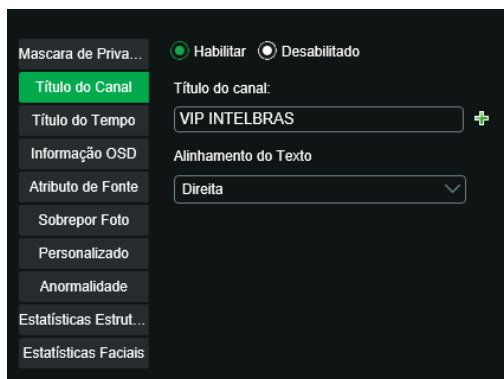 Mascara de Priva...
Título do Canal
Título do Tempo
Informação OSD
Atributo de Fonte
Sobrepor Foto
Personalizado
Anormalidade
Estatísticas Estrut...
Estatísticas Faciais
Habilitar Desabilitado
Título do canal:
VIP INTELBRAS
Alinhamento do Texto
Direita